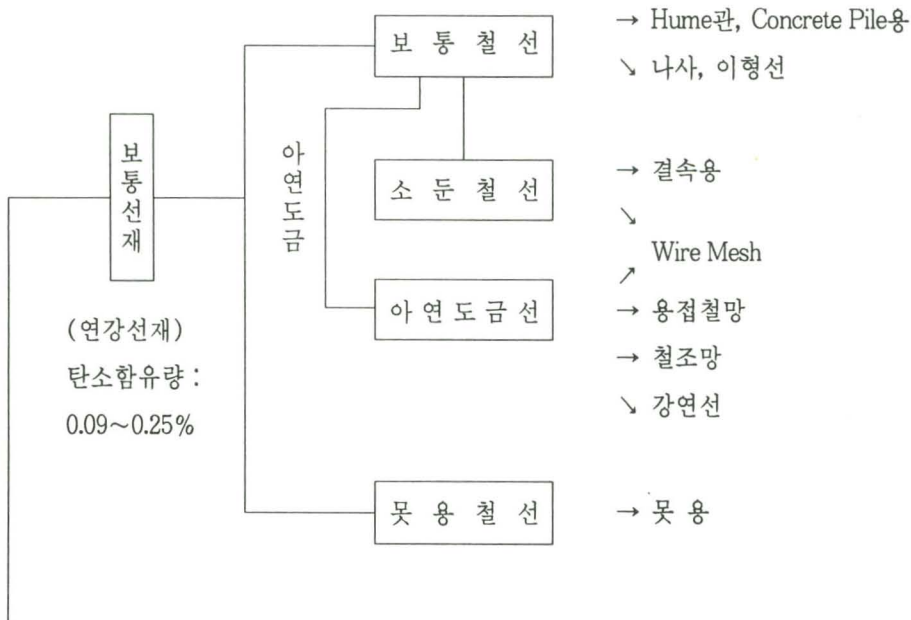 보 통 철 선
→ Hume관, Concrete Pile용
↘ 나사, 이형선
보통선재
아연도금
소 둔 철 선
→ 결속용
↘
Wire Mesh
↗
아 연 도 금 선
→ 용접철망
→ 철조망
↘ 강연선
(연강선재)
탄소함유량 :
0.09~0.25%
못 용 철 선
→ 못 용